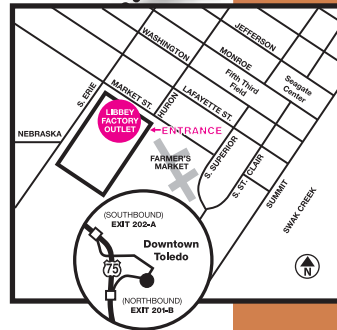 JEFFERSON
WASHINGTON
MONROE
Fifth Third
Field
Seagate
Center
S. ERIE
MARKET ST.
HURON
LAFAYETTE ST.
LIBBEY
FACTORY
OUTLET
ENTRANCE
NEBRASKA
FARMER'S
MARKET
S. SUPERIOR
S. ST. CLAIR
SUMMIT
SWAK CREEK
(SOUTHBOUND)
EXIT 202-A
Downtown
Toledo
75
(NORTHBOUND)
EXIT 201-B
N